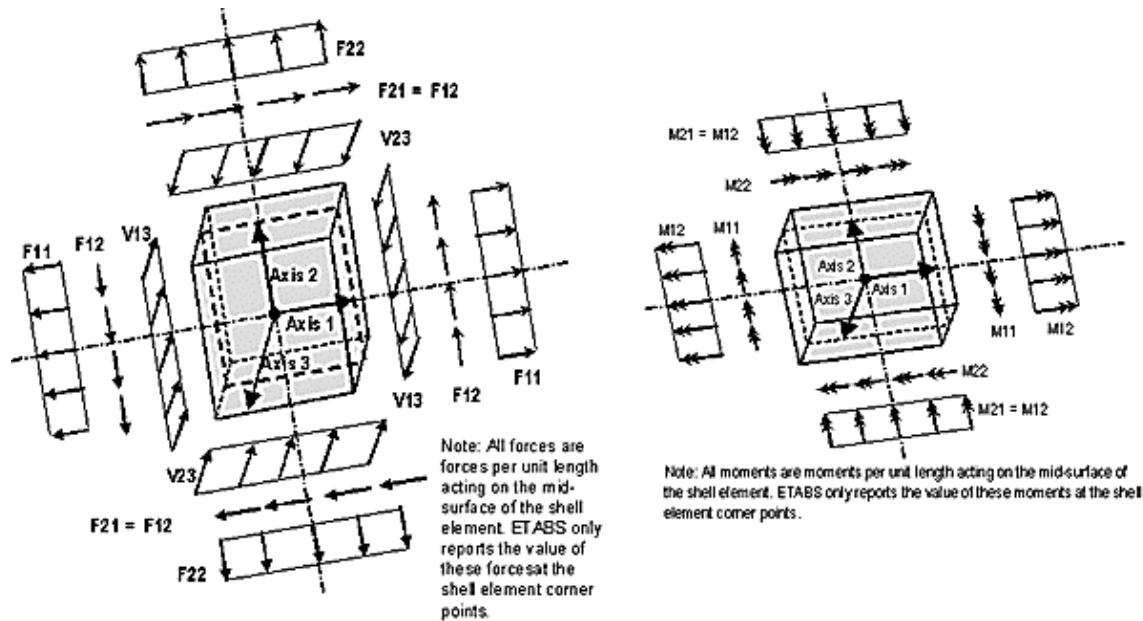 F22
F21 = F12
V23
F11
F12
V13
Axis 2
Axis 1
Axis 3
V13
F12
F11
V23
F21 = F12
F22
Note: All forces are
forces per unit length
acting on the mid-
surface of the shell
element. ETABS only
reports the value of
these forcesat the
shell element corner
points.
M21 = M12
M22
M12
M11
Axis 2
Axis 3
Axis 1
M11
M12
M22
M21 = M12
Note: All moments are moments per unit length acting on the mid-surface of
the shell element. ETABS only reports the value of these moments at the shell
element corner points.